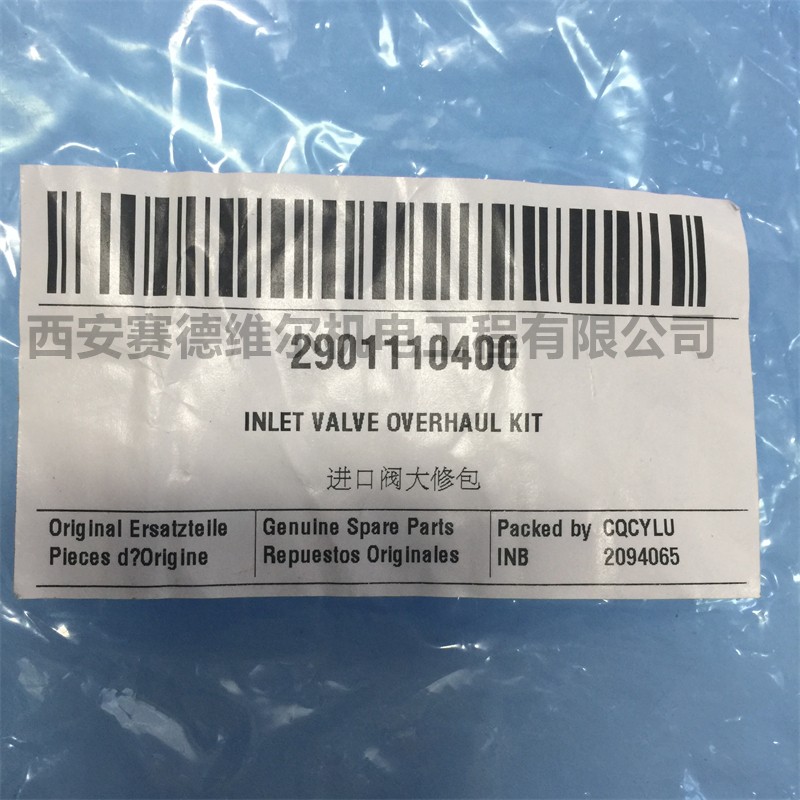 西安赛德维尔机电工程有限公司
2901110400
INLET VALVE OVERHAUL KIT
进口阀大修包
Original Ersatzteile
Pieces d?Origine
Genuine Spare Parts
Repuestos Originales
Packed by CQCYLU
INB 2094065